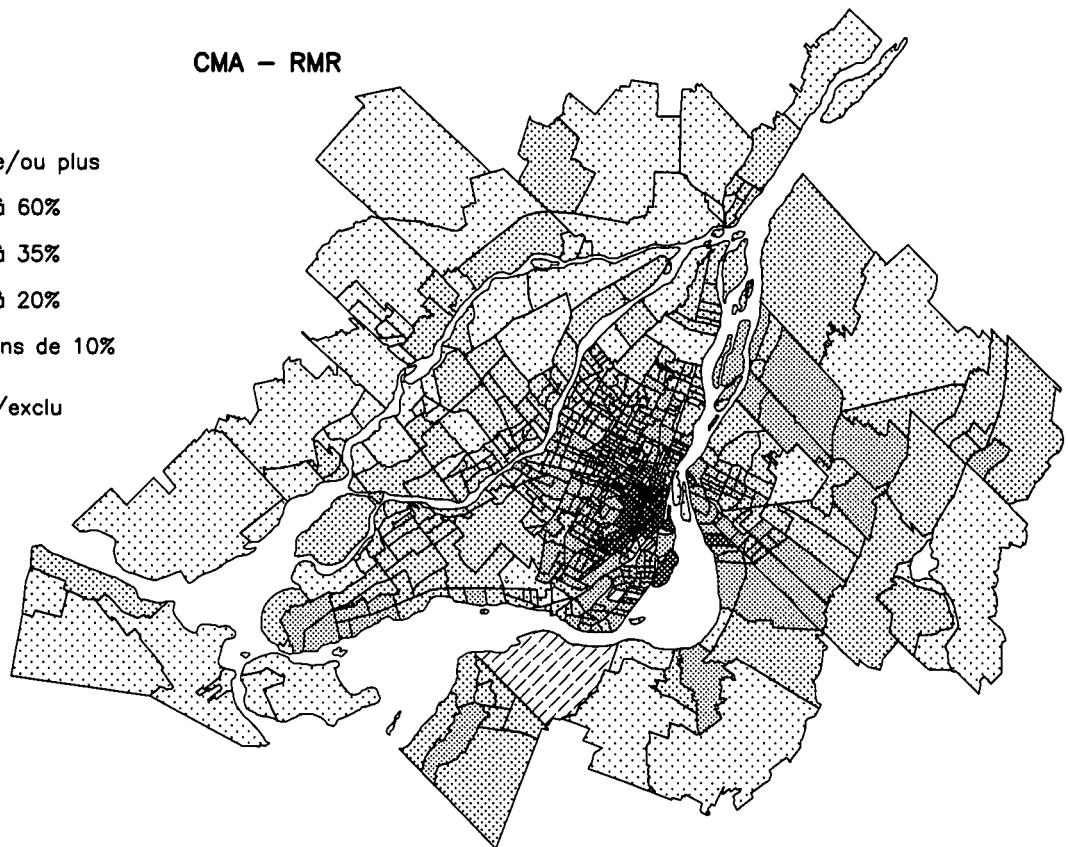 CMA – RMR
e/ou plus
à 60%
à 35%
à 20%
ns de 10%
/exclu